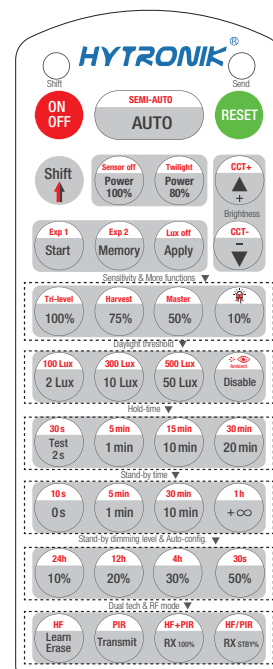 HYTRONIK®
Shift Send
ON
OFF
SEMI-AUTO
AUTO
RESET
Shift
Sensor off
Power
100%
Twilight
Power
80%
CCT+
+
Brightness
Exp 1
Start
Exp 2
Memory
Lux off
Apply
CCT-
−
Sensitivity & More functions ▼
Tri-level Harvest Master
100% 75% 50% 10%
Daylight threshold ▼
100 Lux 300 Lux 500 Lux Ambient
2 Lux 10 Lux 50 Lux Disable
Hold-time ▼
30 s 5 min 15 min 30 min
Test
2 s
1 min 10 min 20 min
Stand-by time ▼
10 s 5 min 30 min 1 h
0 s 1 min 10 min +∞
Stand-by dimming level & Auto-config. ▼
24h 12h 4h 30s
10% 20% 30% 50%
Dual tech & RF mode ▼
HF PIR HF+PIR HF/PIR
Learn
Erase
Transmit RX 100% RX STBY%